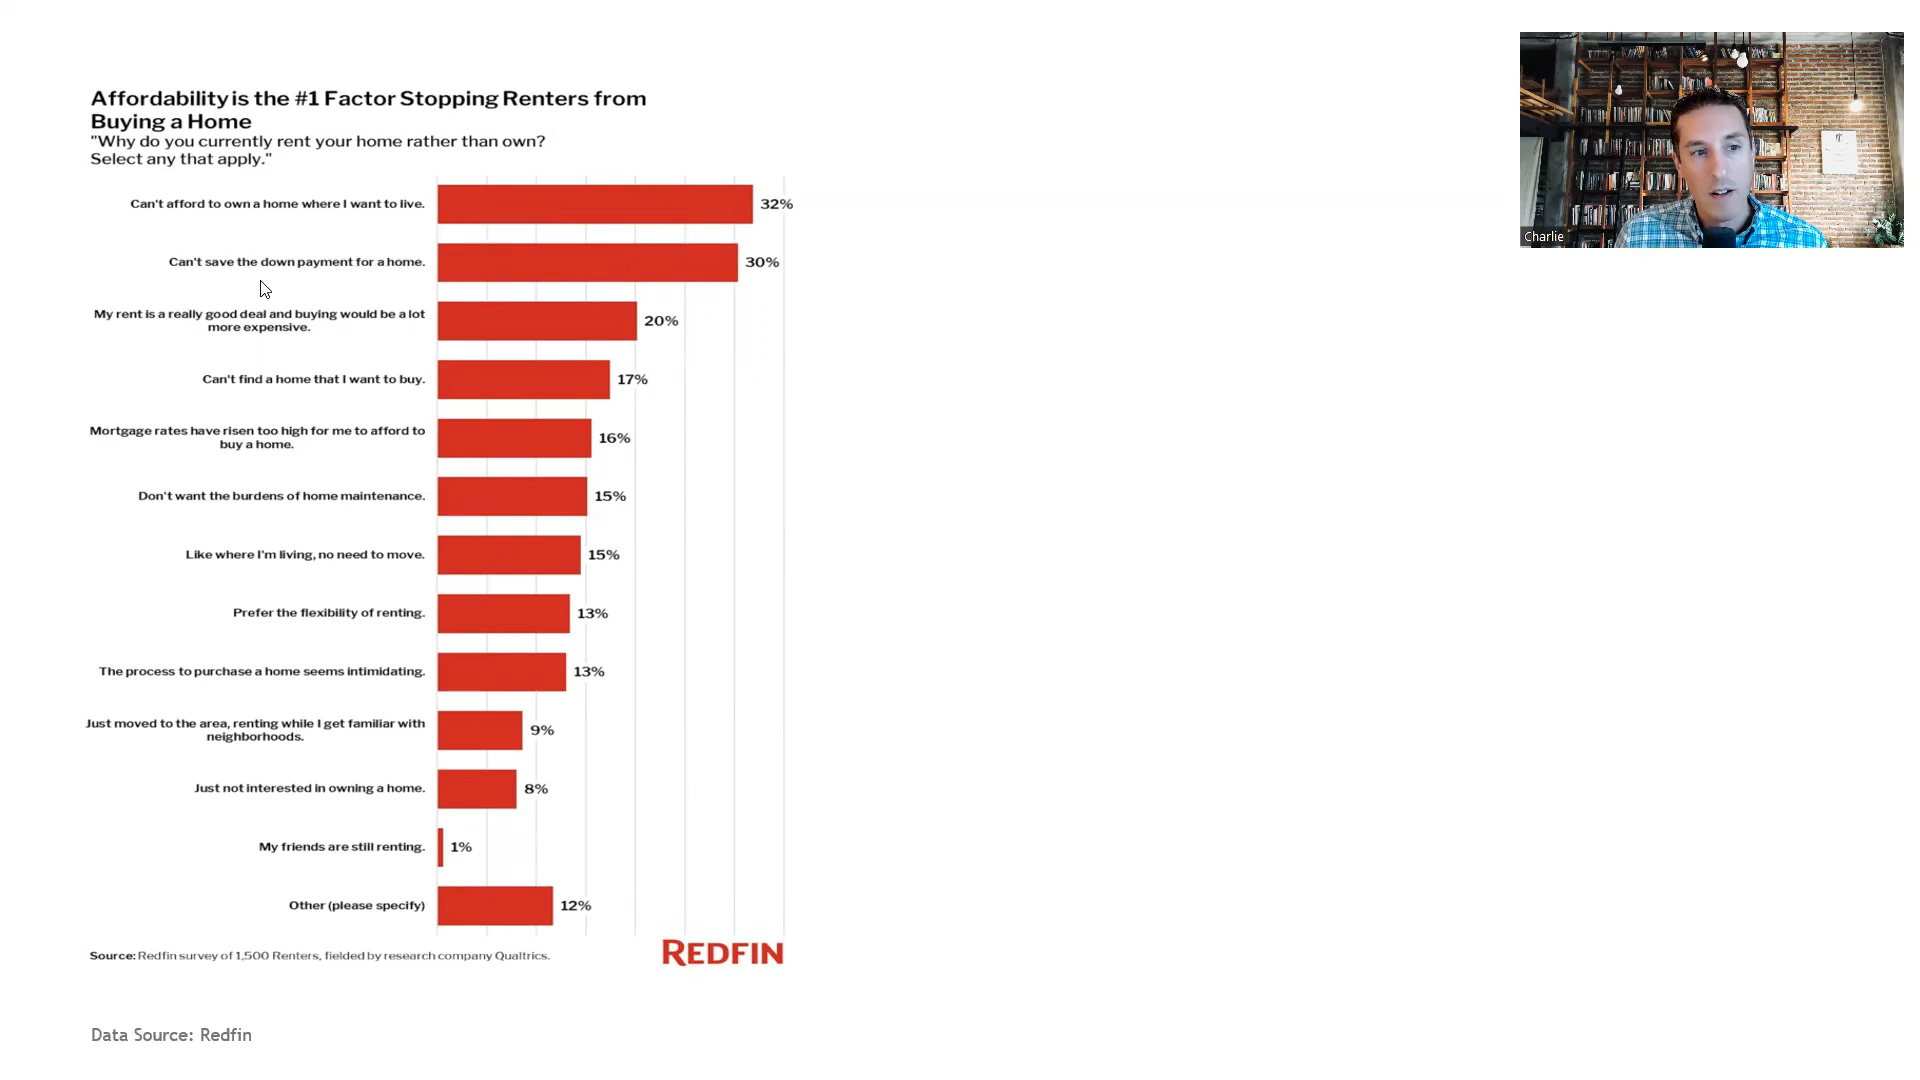 Affordability is the #1 Factor Stopping Renters from
Buying a Home
"Why do you currently rent your home rather than own?
Select any that apply."
Can't afford to own a home where I want to live.
32%
Can't save the down payment for a home.
30%
My rent is a really good deal and buying would be a lot
more expensive.
20%
Can't find a home that I want to buy.
17%
Mortgage rates have risen too high for me to afford to
buy a home.
16%
Don't want the burdens of home maintenance.
15%
Like where I'm living, no need to move.
15%
Prefer the flexibility of renting.
13%
The process to purchase a home seems intimidating.
13%
Just moved to the area, renting while I get familiar with
neighborhoods.
9%
Just not interested in owning a home.
8%
My friends are still renting.
1%
Other (please specify)
12%
Source: Redfin survey of 1,500 Renters, fielded by research company Qualtrics.
REDFIN
Data Source: Redfin
Charlie